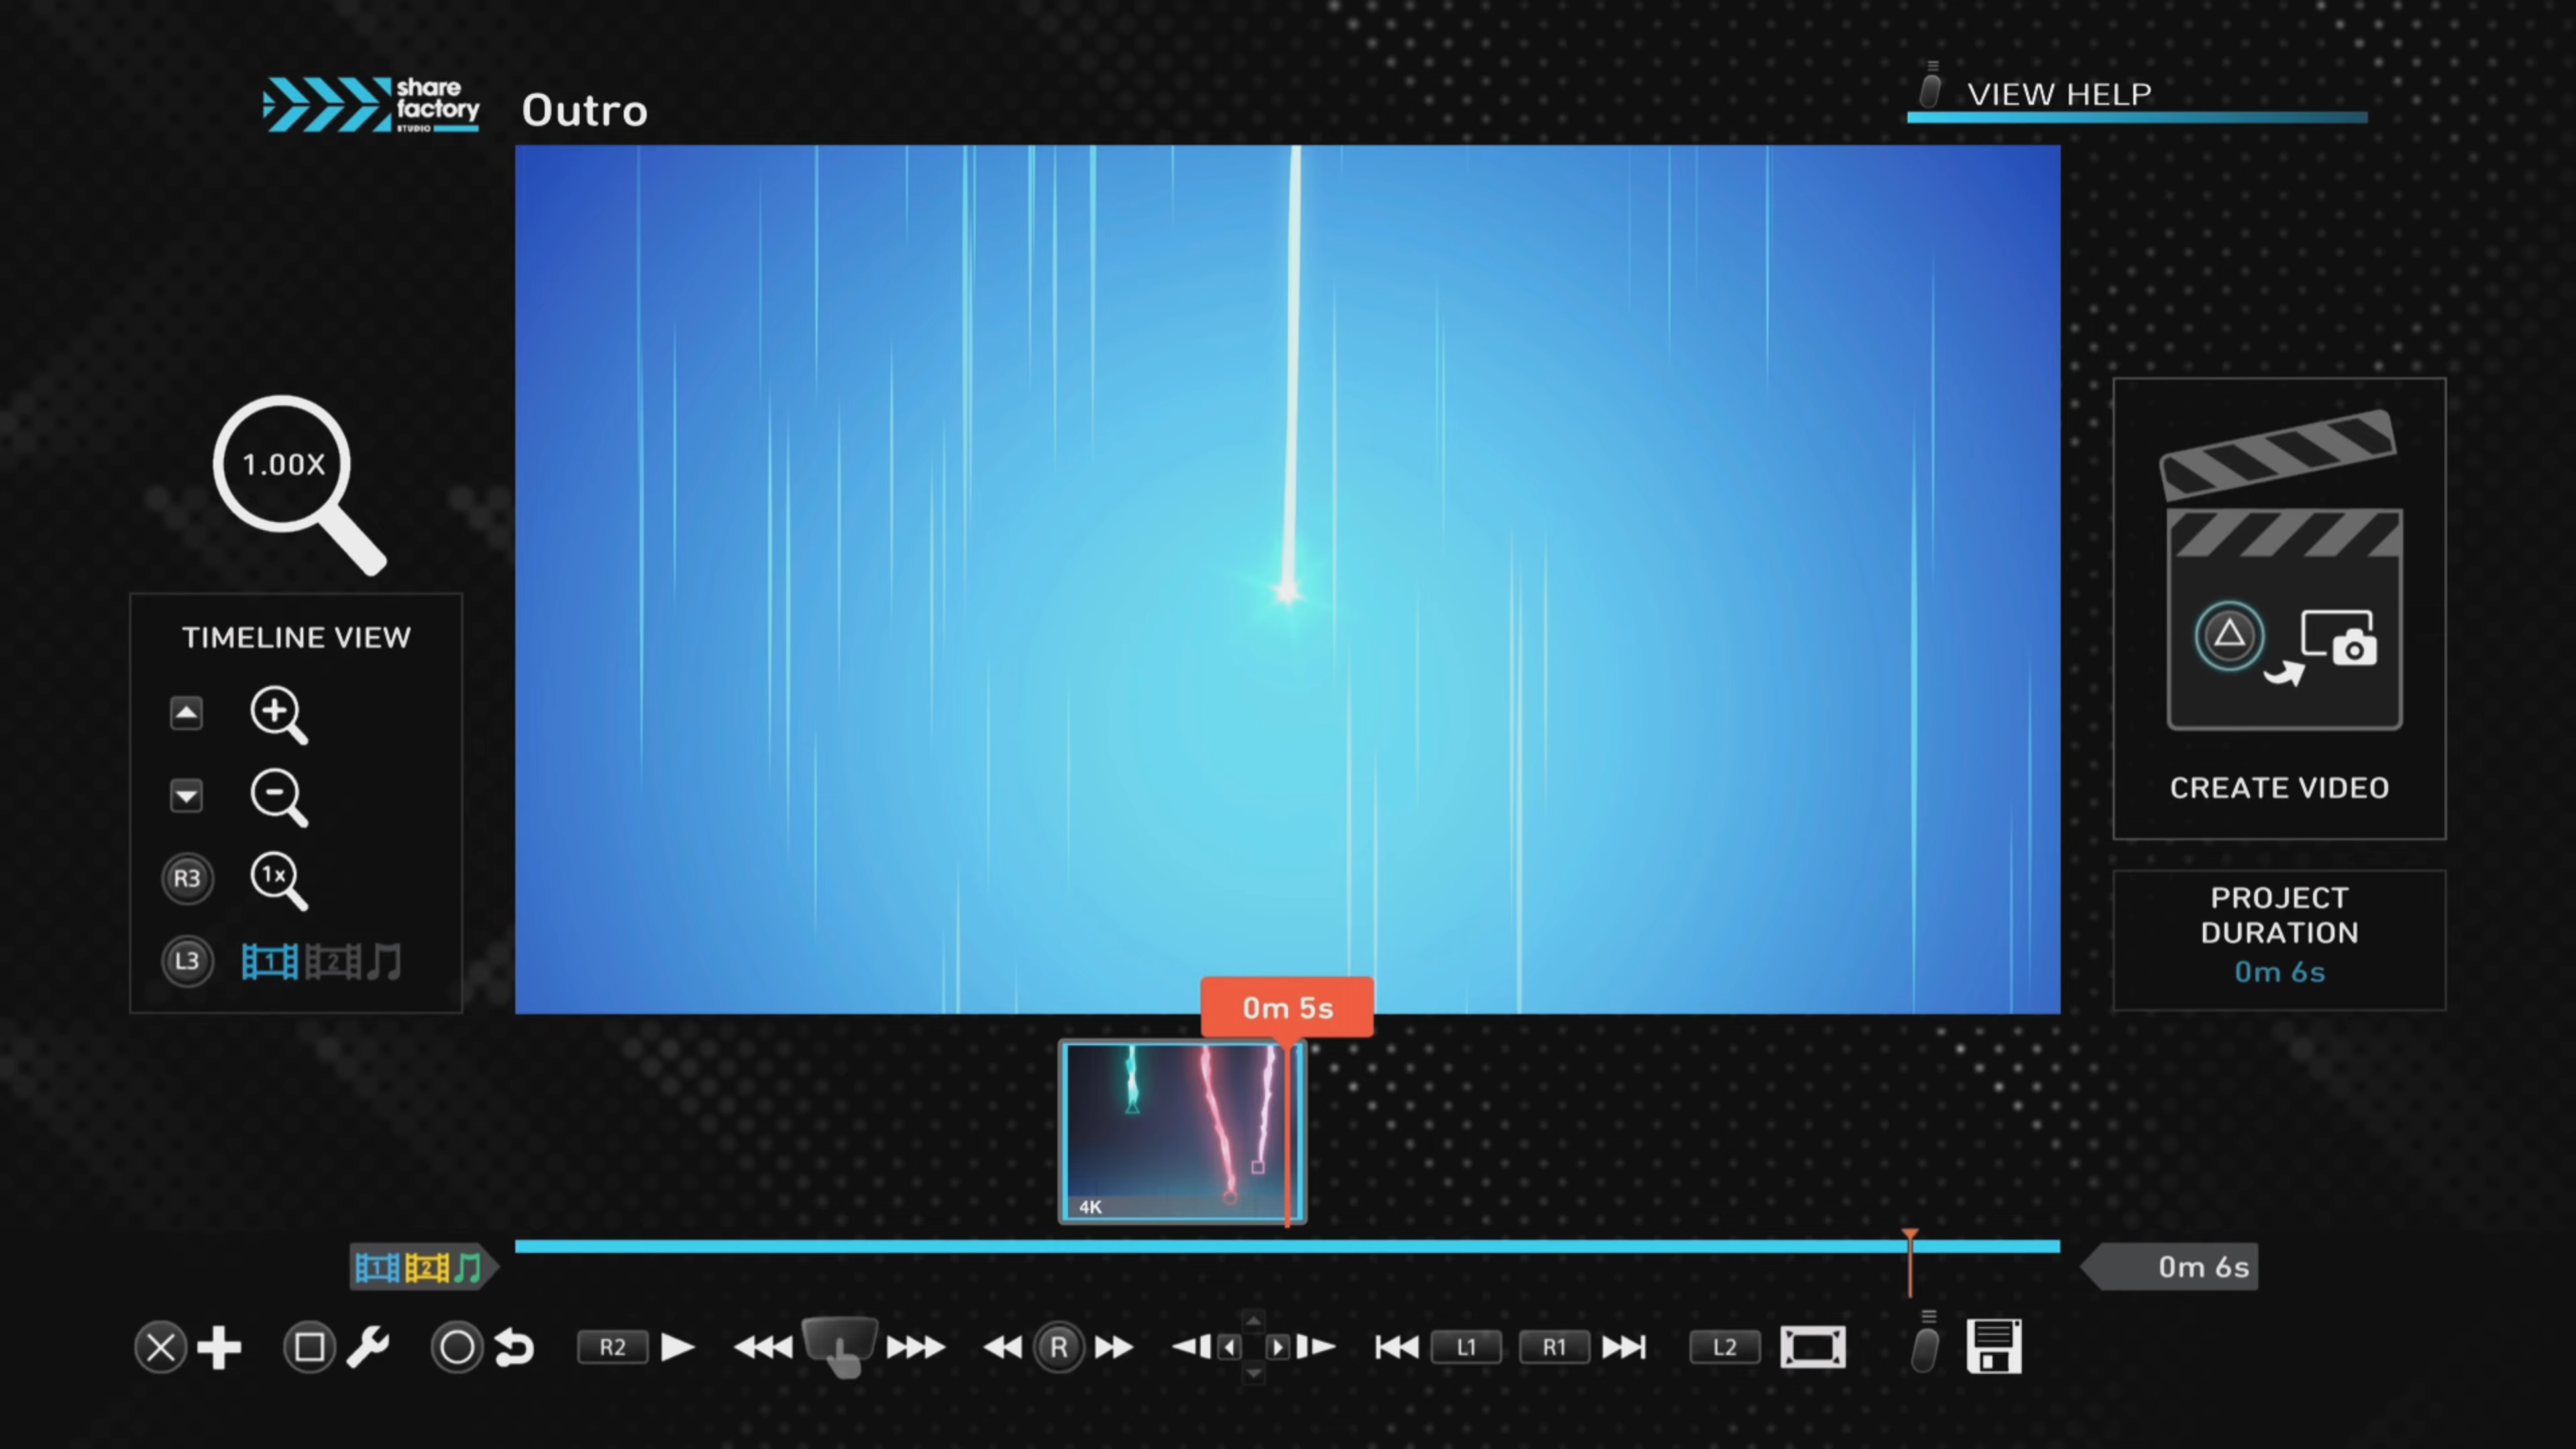 share
factory
STUDIO
Outro
VIEW HELP
1.00X
TIMELINE VIEW
R3
1x
L3
1
2
CREATE VIDEO
PROJECT
DURATION
0m 6s
0m 5s
4K
1
2
0m 6s
R2
R
L1
R1
L2